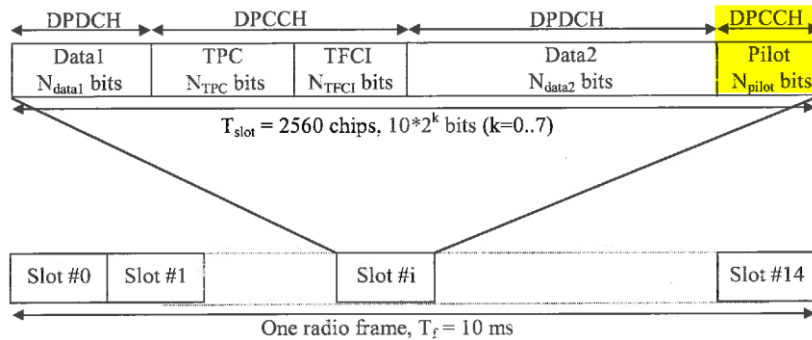 DPDCH DPCCH DPDCH DPCCH
Data1 TPC TFCI Data2 Pilot
N_data1 bits N_TPC bits N_TFCI bits N_data2 bits N_pilot bits
T_slot = 2560 chips, 10*2^k bits (k=0..7)
Slot #0 Slot #1 Slot #i Slot #14
One radio frame, T_f = 10 ms